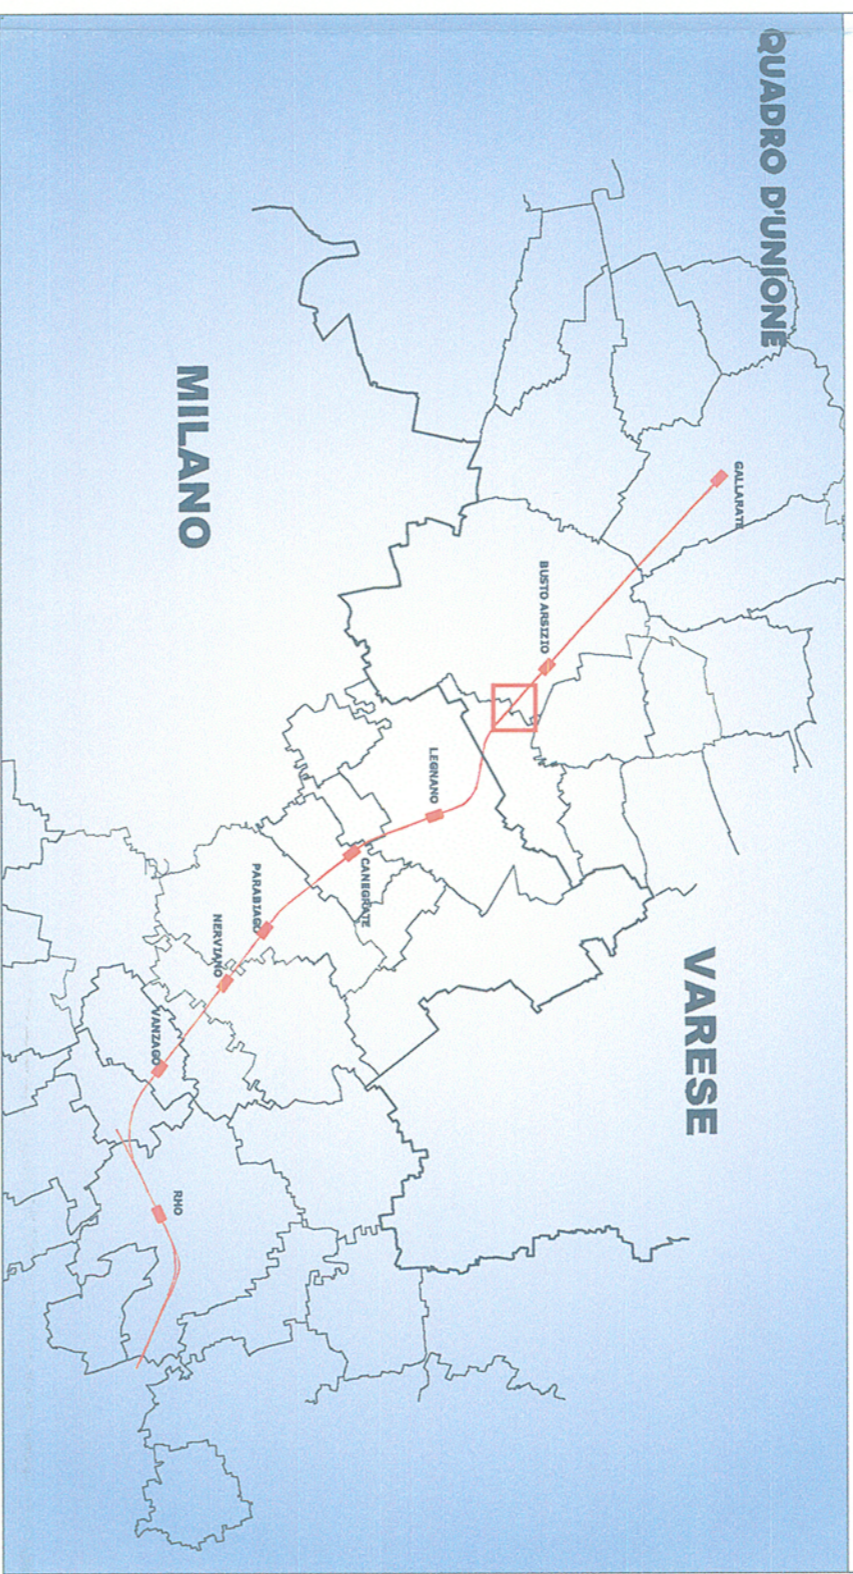 QUADRO D'UNIONE
GALLARATE
BUSTO ARSIZIO
VARESE
MILANO
LEGNANO
CANEGRATE
PARABIAGO
NERVIANO
VANZAGO
RHO